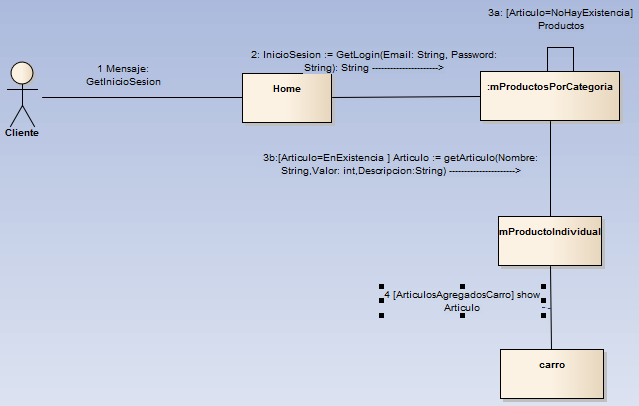 3a: [Articulo=NoHayExistencia]
Productos
2: InicioSesion := GetLogin(Email: String, Password:
String): String ---------------------->
1 Mensaje:
GetInicioSesion
Home
:mProductosPorCategoria
Cliente
3b:[Articulo=EnExistencia ] Articulo := getArticulo(Nombre:
String,Valor: int,Descripcion:String) ---------------------->
mProductoIndividual
4 [ArticulosAgregadosCarro] show
Articulo
carro